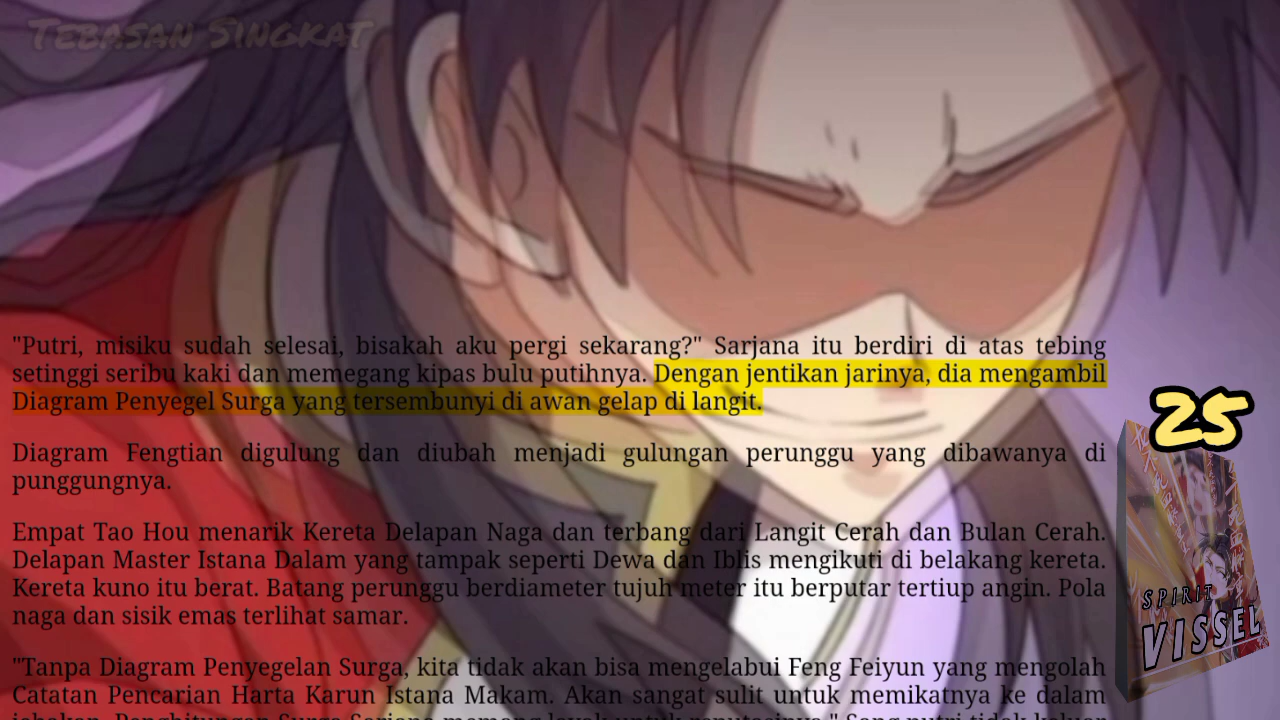 Tebasan Singkat
"Putri, misiku sudah selesai, bisakah aku pergi sekarang?" Sarjana itu berdiri di atas tebing
setinggi seribu kaki dan memegang kipas bulu putihnya. Dengan jentikan jarinya, dia mengambil
Diagram Penyegel Surga yang tersembunyi di awan gelap di langit.
Diagram Fengtian digulung dan diubah menjadi gulungan perunggu yang dibawanya di
punggungnya.
Empat Tao Hou menarik Kereta Delapan Naga dan terbang dari Langit Cerah dan Bulan Cerah.
Delapan Master Istana Dalam yang tampak seperti Dewa dan Iblis mengikuti di belakang kereta.
Kereta kuno itu berat. Batang perunggu berdiameter tujuh meter itu berputar tertiup angin. Pola
naga dan sisik emas terlihat samar.
"Tanpa Diagram Penyegelan Surga, kita tidak akan bisa mengelabui Feng Feiyun yang mengolah
Catatan Pencarian Harta Karun Istana Makam. Akan sangat sulit untuk memikatnya ke dalam
25
SPIRIT
VISSEL